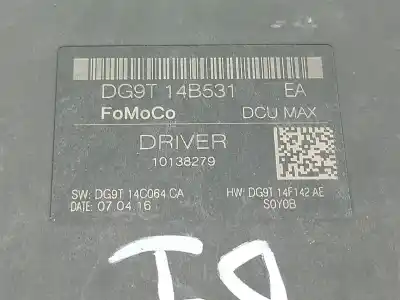 DG9T 14B531 EA
FoMoCo DCU MAX
DRIVER
10138279
SW: DG9T 14C064 CA HW: DG9T 14F142 AE
DATE: 07.04.16 S0Y0B